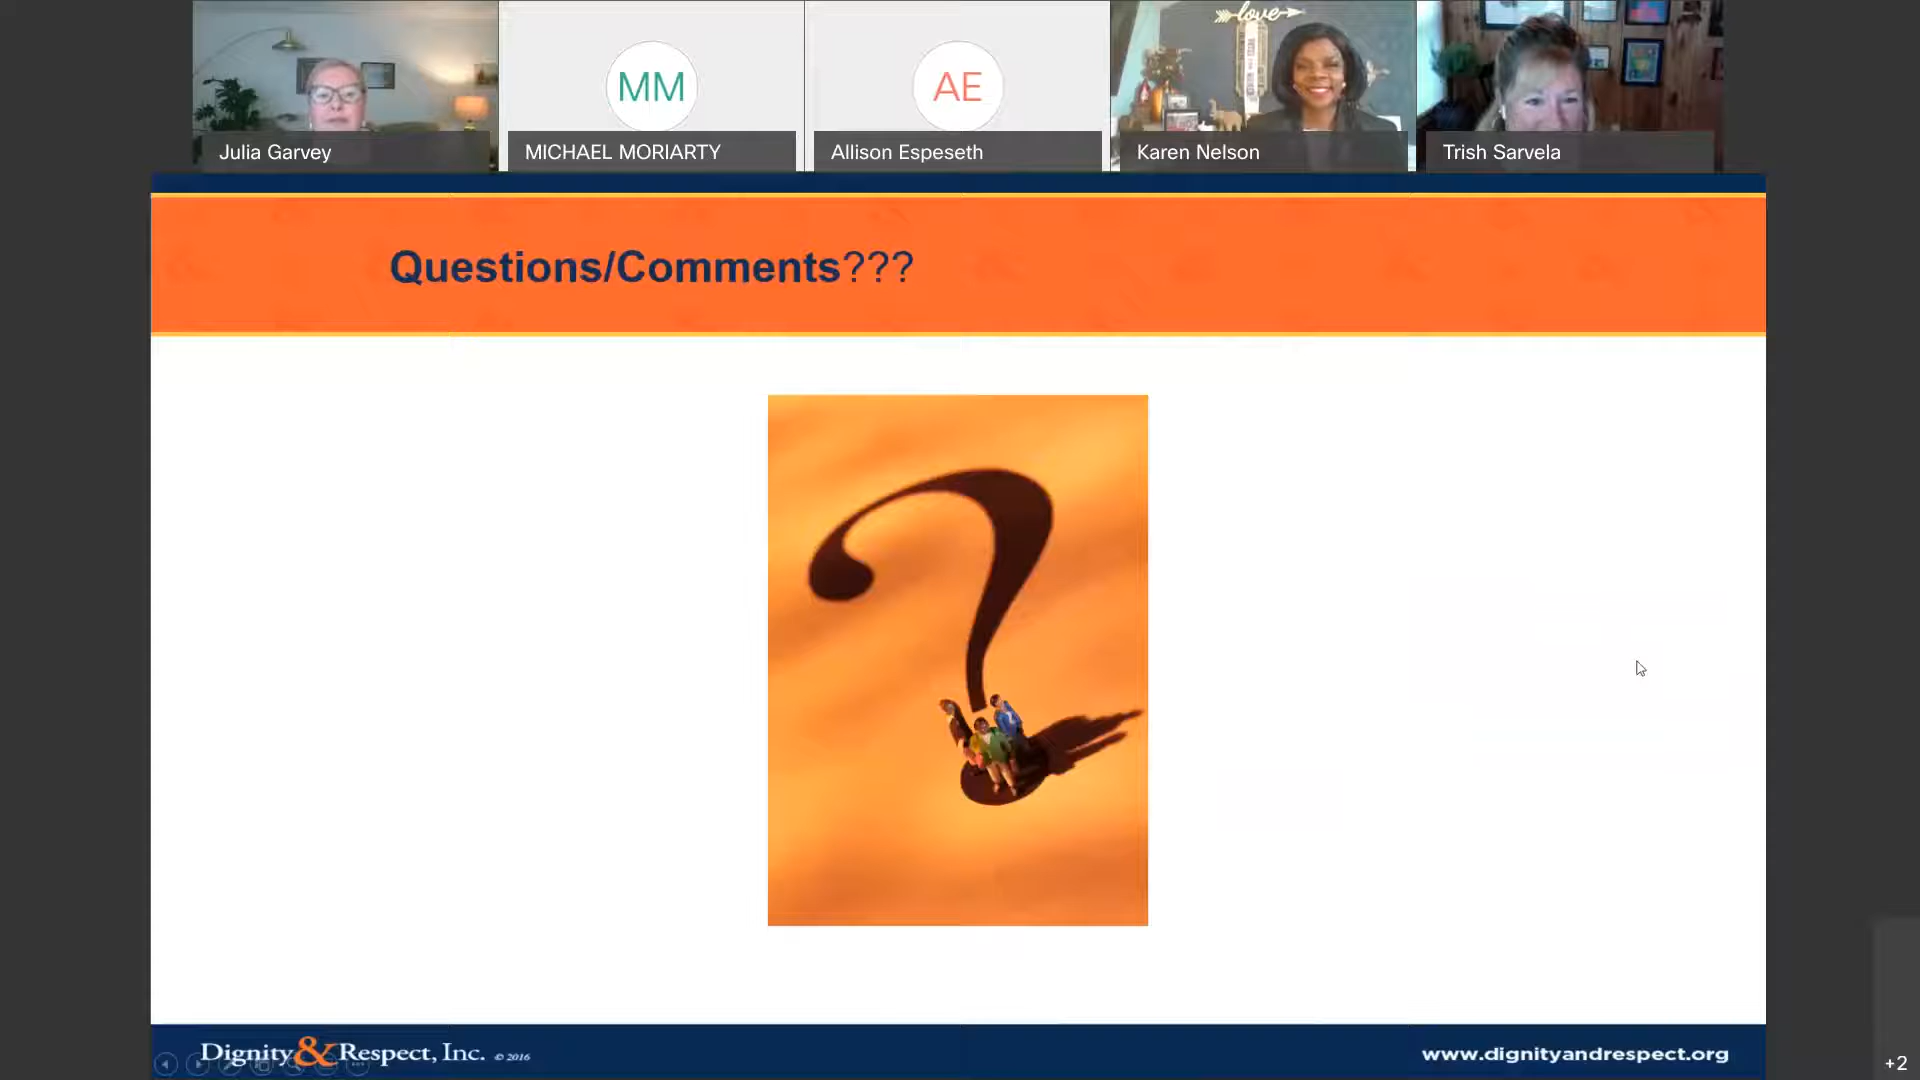 love
Julia Garvey
MM
MICHAEL MORIARTY
AE
Allison Espeseth
Karen Nelson
Trish Sarvela
Questions/Comments???
Dignity & Respect, Inc. © 2016
www.dignityandrespect.org
+2